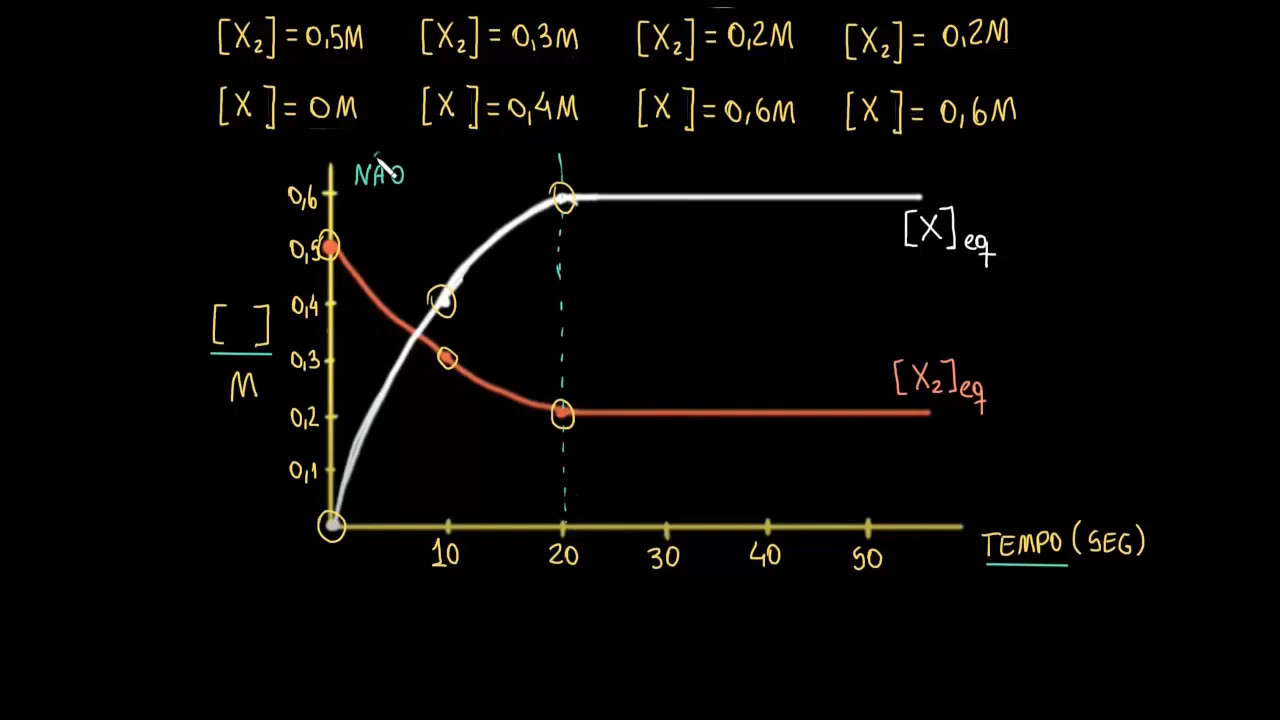 [X₂] = 0,5M [X₂] = 0,3M [X₂] = 0,2M [X₂] = 0,2M
[X] = 0M [X] = 0,4M [X] = 0,6M [X] = 0,6M
NÃO
0,6
[X]eq
0,5
0,4
[ ]
M
0,3
[X₂]eq
0,2
0,1
10 20 30 40 50
TEMPO (SEG)